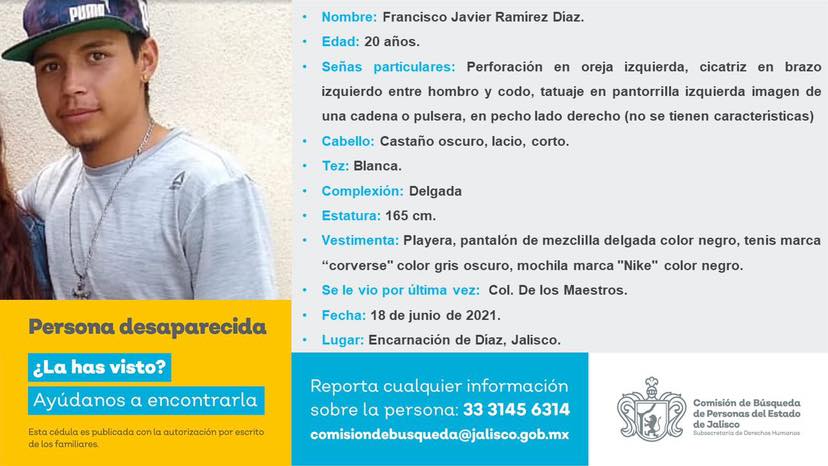 PUMA
• Nombre: Francisco Javier Ramírez Díaz.
• Edad: 20 años.
• Señas particulares: Perforación en oreja izquierda, cicatriz en brazo
izquierdo entre hombro y codo, tatuaje en pantorrilla izquierda imagen de
una cadena o pulsera, en pecho lado derecho (no se tienen características)
• Cabello: Castaño oscuro, lacio, corto.
• Tez: Blanca.
• Complexión: Delgada
• Estatura: 165 cm.
• Vestimenta: Playera, pantalón de mezclilla delgada color negro, tenis marca
“corverse" color gris oscuro, mochila marca "Nike" color negro.
• Se le vio por última vez: Col. De los Maestros.
• Fecha: 18 de junio de 2021.
• Lugar: Encarnación de Díaz, Jalisco.
Persona desaparecida
¿La has visto?
Ayúdanos a encontrarla
Esta cédula es publicada con la autorización por escrito
de los familiares.
Reporta cualquier información
sobre la persona: 33 3145 6314
comisiondebusqueda@jalisco.gob.mx
Comisión de Búsqueda
de Personas del Estado
de Jalisco
Subsecretaría de Derechos Humanos